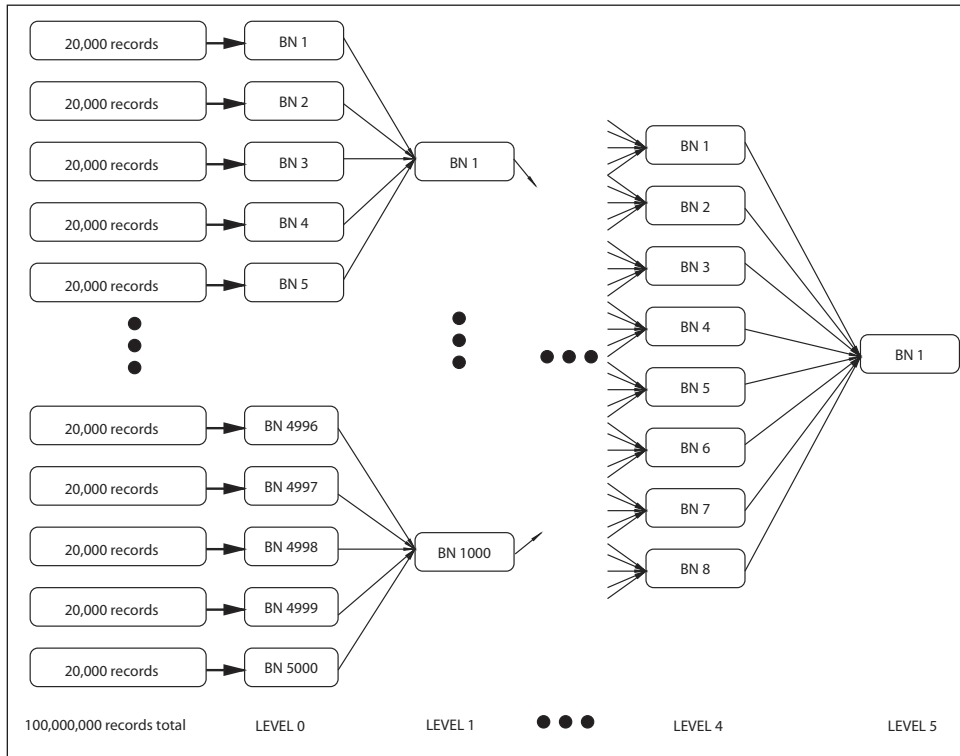 20,000 records
BN 1
20,000 records
BN 2
20,000 records
BN 3
20,000 records
BN 4
20,000 records
BN 5
20,000 records
BN 4996
20,000 records
BN 4997
20,000 records
BN 4998
20,000 records
BN 4999
20,000 records
BN 5000
BN 1
BN 1000
BN 1
BN 2
BN 3
BN 4
BN 5
BN 6
BN 7
BN 8
BN 1
100,000,000 records total
LEVEL 0
LEVEL 1
LEVEL 4
LEVEL 5